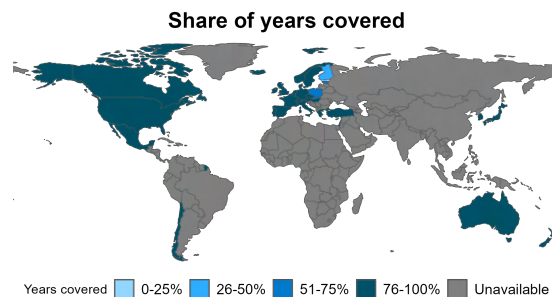 Share of years covered
Years covered 0-25% 26-50% 51-75% 76-100% Unavailable